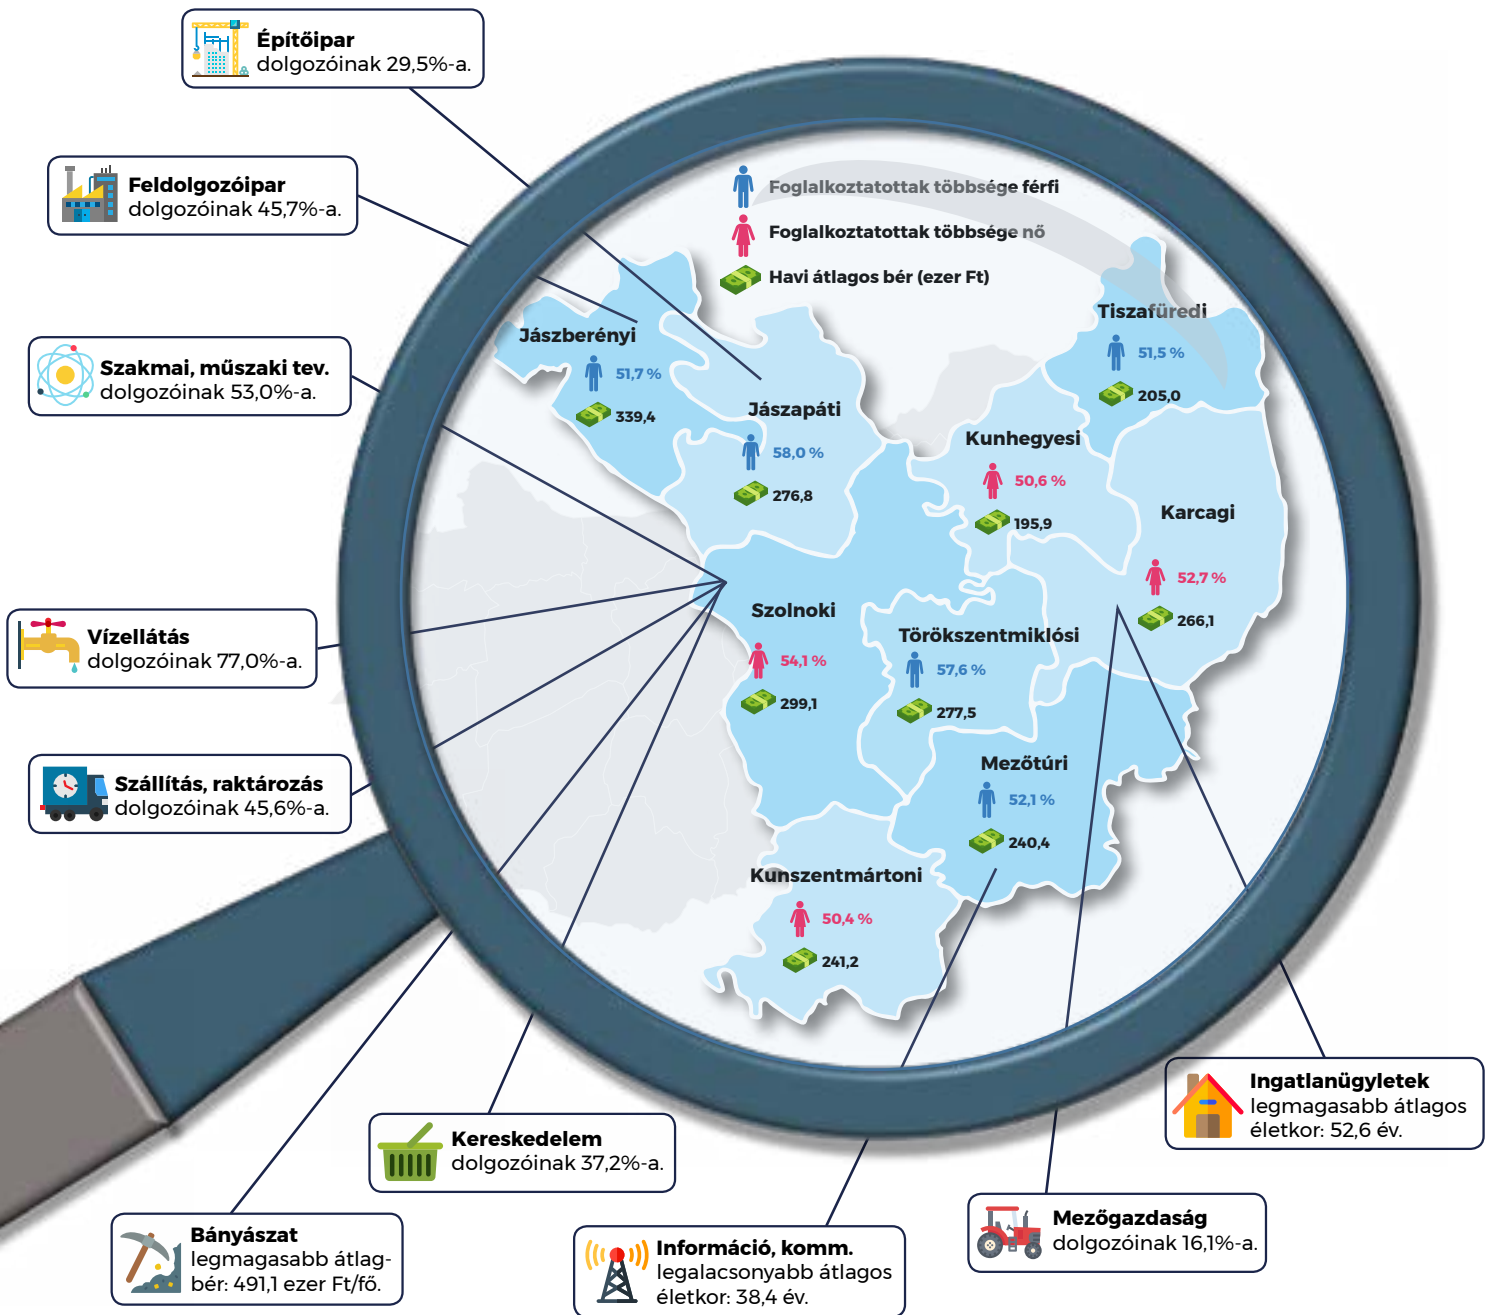 Építőipar
dolgozóinak 29,5%-a.
Feldolgozóipar
dolgozóinak 45,7%-a.
Szakmai, műszaki tev.
dolgozóinak 53,0%-a.
Vízellátás
dolgozóinak 77,0%-a.
Szállítás, raktározás
dolgozóinak 45,6%-a.
Foglalkoztatottak többsége férfi
Foglalkoztatottak többsége nő
Havi átlagos bér (ezer Ft)
Jászberényi
51,7 %
339,4
Jászapáti
58,0 %
276,8
Tiszafüredi
51,5 %
205,0
Kunhegyesi
50,6 %
195,9
Karcagi
52,7 %
266,1
Szolnoki
54,1 %
299,1
Törökszentmiklósi
57,6 %
277,5
Mezőtúri
52,1 %
240,4
Kunszentmártoni
50,4 %
241,2
Ingatlanügyletek
legmagasabb átlagos
életkor: 52,6 év.
Kereskedelem
dolgozóinak 37,2%-a.
Mezőgazdaság
dolgozóinak 16,1%-a.
Bányászat
legmagasabb átlag-
bér: 491,1 ezer Ft/fő.
Információ, komm.
legalacsonyabb átlagos
életkor: 38,4 év.